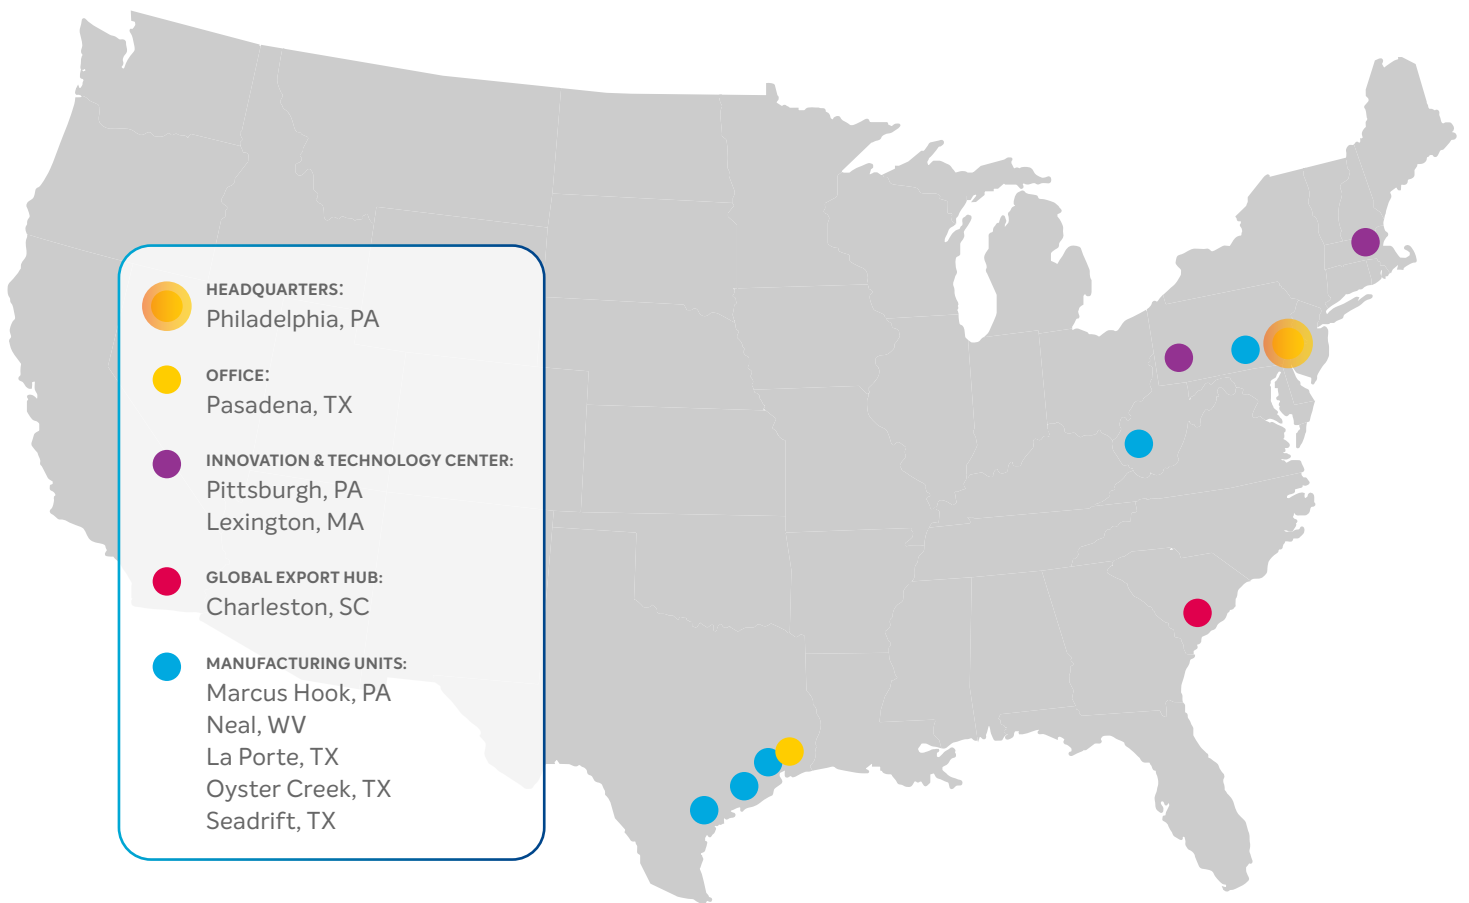 HEADQUARTERS:
Philadelphia, PA
OFFICE:
Pasadena, TX
INNOVATION & TECHNOLOGY CENTER:
Pittsburgh, PA
Lexington, MA
GLOBAL EXPORT HUB:
Charleston, SC
MANUFACTURING UNITS:
Marcus Hook, PA
Neal, WV
La Porte, TX
Oyster Creek, TX
Seadrift, TX